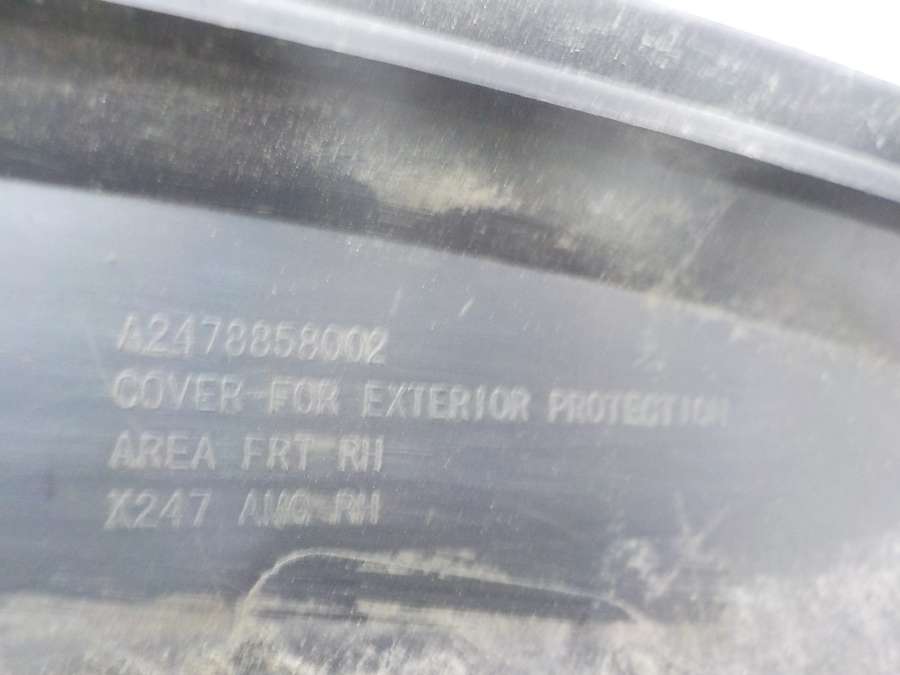 A2478858002
COVER FOR EXTERIOR PROTECTION
AREA FRT RH
X247 AMG RH